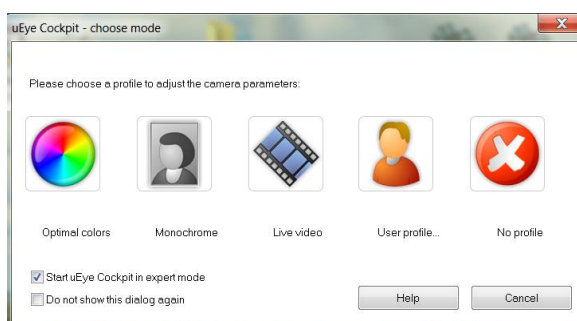 uEye Cockpit - choose mode
Please choose a profile to adjust the camera parameters:
Optimal colors
Monochrome
Live video
User profile...
No profile
Start uEye Cockpit in expert mode
Do not show this dialog again
Help
Cancel